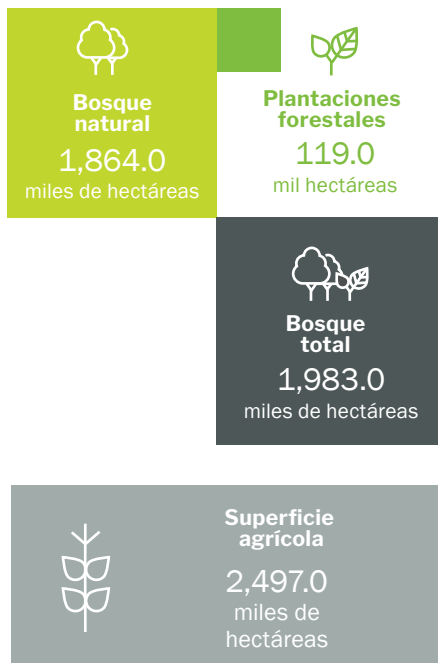 Bosque
natural
1,864.0
miles de hectáreas
Plantaciones
forestales
119.0
mil hectáreas
Bosque
total
1,983.0
miles de hectáreas
Superficie
agrícola
2,497.0
miles de
hectáreas